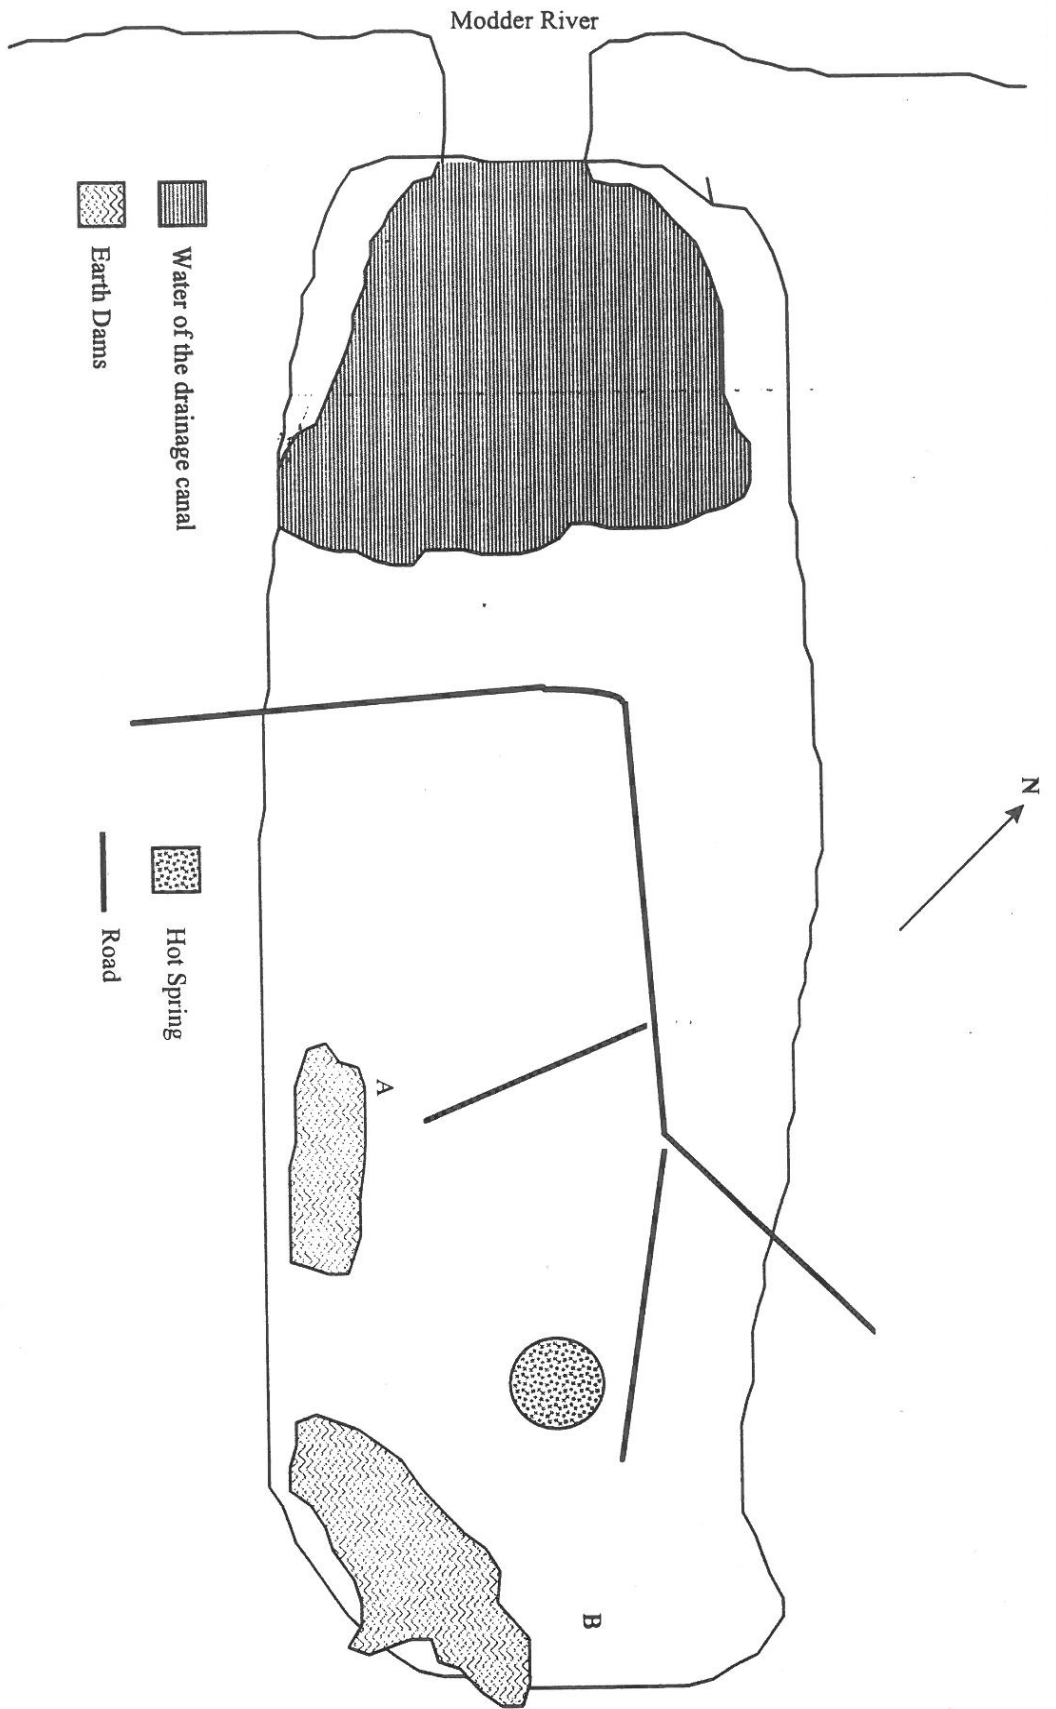 Modder River
Water of the drainage canal
Earth Dams
N
Hot Spring
Road
A
B